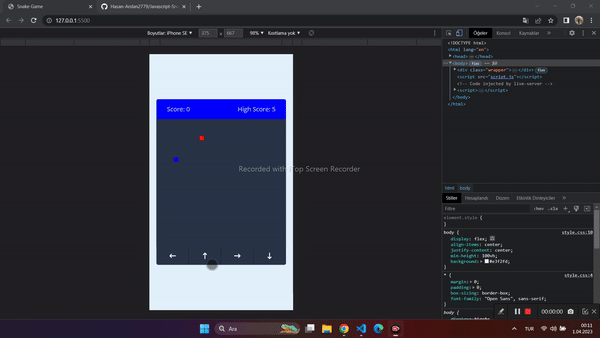 Snake Game
Hasan-Arslan2779/Javascript-Sn
127.0.0.1:5500
Boyutlar: iPhone SE
375 x 667
98%
Kısıtlama yok
Öğeler
Konsol
Kaynaklar
<!DOCTYPE html>
<html lang="en">
<head>
</head>
<body> flex == $0
<div class="wrapper"> </div> flex
<script src="script.js"></script>
<!-- Code injected by live-server -->
<script> </script>
</body>
</html>
Score: 0
High Score: 5
Recorded with iTop Screen Recorder
html body
Stiller
Hesaplandı
Düzen
Etkinlik Dinleyiciler
Filtre
:hov .cls
element.style {
}
body {
style.css:10
display: flex;
align-items: center;
justify-content: center;
min-height: 100vh;
background: #e3f2fd;
}
* {
style.css:4
margin: 0;
padding: 0;
box-sizing: border-box;
font-family: "Open Sans", sans-serif;
}
body {
00:00:00
Ara
TUR
00:11
1.04.2023